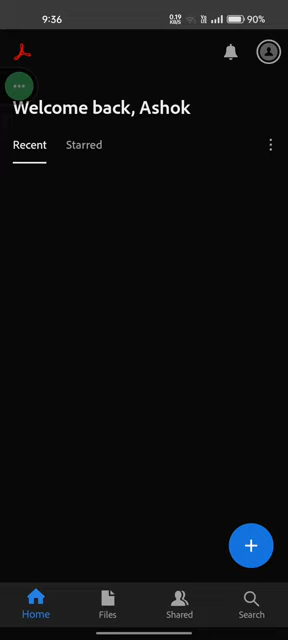 9:36
0.19
KB/S
90%
Welcome back, Ashok
Recent
Starred
Home
Files
Shared
Search